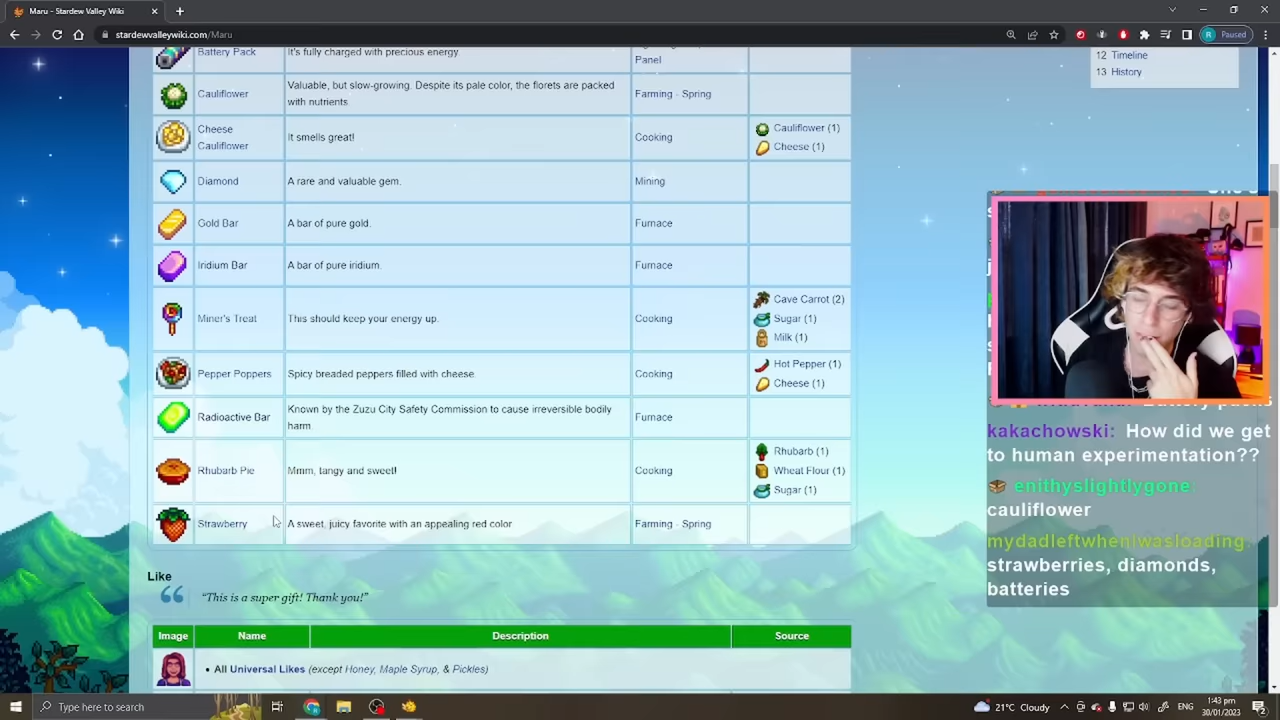 Maru - Stardew Valley Wiki
stardewvalleywiki.com/Maru
R Paused
Battery Pack
It's fully charged with precious energy.
Panel
Cauliflower
Valuable, but slow-growing. Despite its pale color, the florets are packed
with nutrients.
Farming - Spring
Cheese
Cauliflower
It smells great!
Cooking
Cauliflower (1)
Cheese (1)
Diamond
A rare and valuable gem.
Mining
Gold Bar
A bar of pure gold.
Furnace
Iridium Bar
A bar of pure iridium.
Furnace
Miner's Treat
This should keep your energy up.
Cooking
Cave Carrot (2)
Sugar (1)
Milk (1)
Pepper Poppers
Spicy breaded peppers filled with cheese.
Cooking
Hot Pepper (1)
Cheese (1)
Radioactive Bar
Known by the Zuzu City Safety Commission to cause irreversible bodily
harm.
Furnace
Rhubarb Pie
Mmm, tangy and sweet!
Cooking
Rhubarb (1)
Wheat Flour (1)
Sugar (1)
Strawberry
A sweet, juicy favorite with an appealing red color.
Farming - Spring
Like
“This is a super gift! Thank you!”
Image Name Description Source
• All Universal Likes (except Honey, Maple Syrup, & Pickles)
12 Timeline
13 History
kakachowski: How did we get
to human experimentation??
enithyslightlygone:
cauliflower
mydadleftwheniwasloading:
strawberries, diamonds,
batteries
Type here to search
21°C Cloudy
ENG
1:43 pm
30/01/2023
2